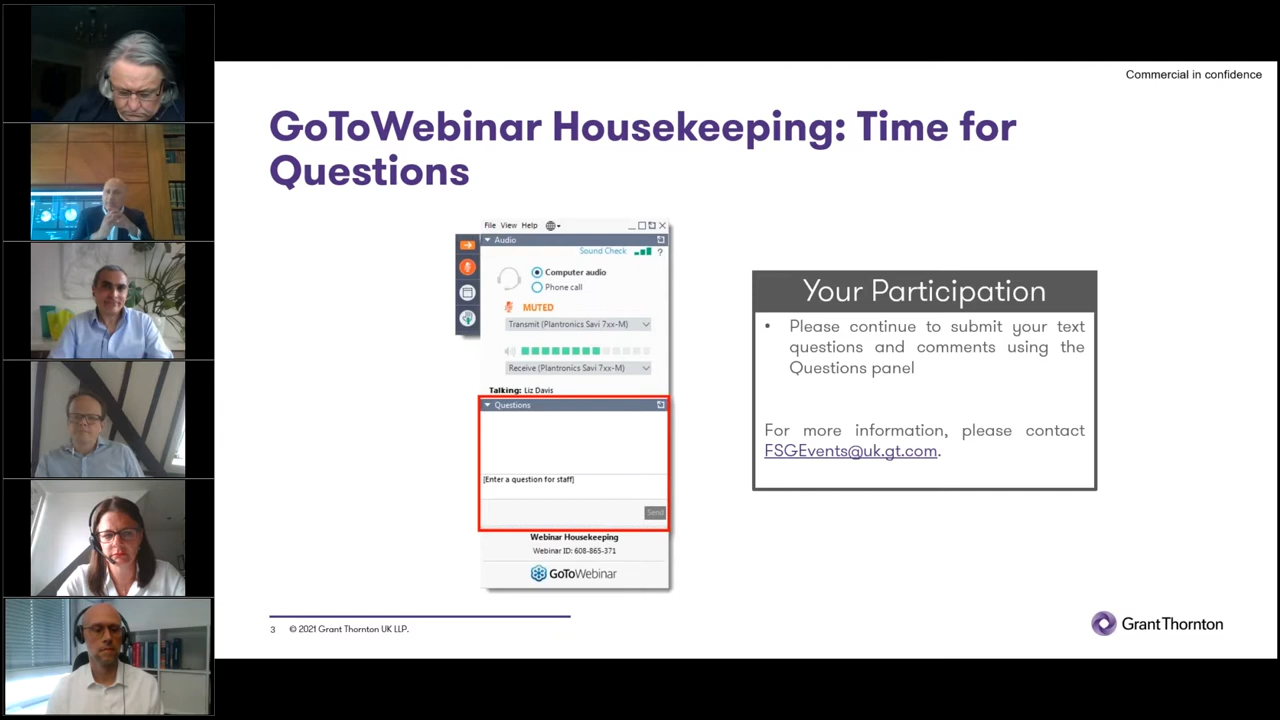 Commercial in confidence
GoToWebinar Housekeeping: Time for
Questions
File View Help
Audio
Sound Check
?
Computer audio
Phone call
MUTED
Transmit (Plantronics Savi 7xx-M)
Receive (Plantronics Savi 7xx-M)
Talking: Liz Davis
Questions
[Enter a question for staff]
Send
Webinar Housekeeping
Webinar ID: 608-865-371
GoToWebinar
Your Participation
• Please continue to submit your text
questions and comments using the
Questions panel
For more information, please contact
FSGEvents@uk.gt.com.
3 © 2021 Grant Thornton UK LLP.
Grant Thornton